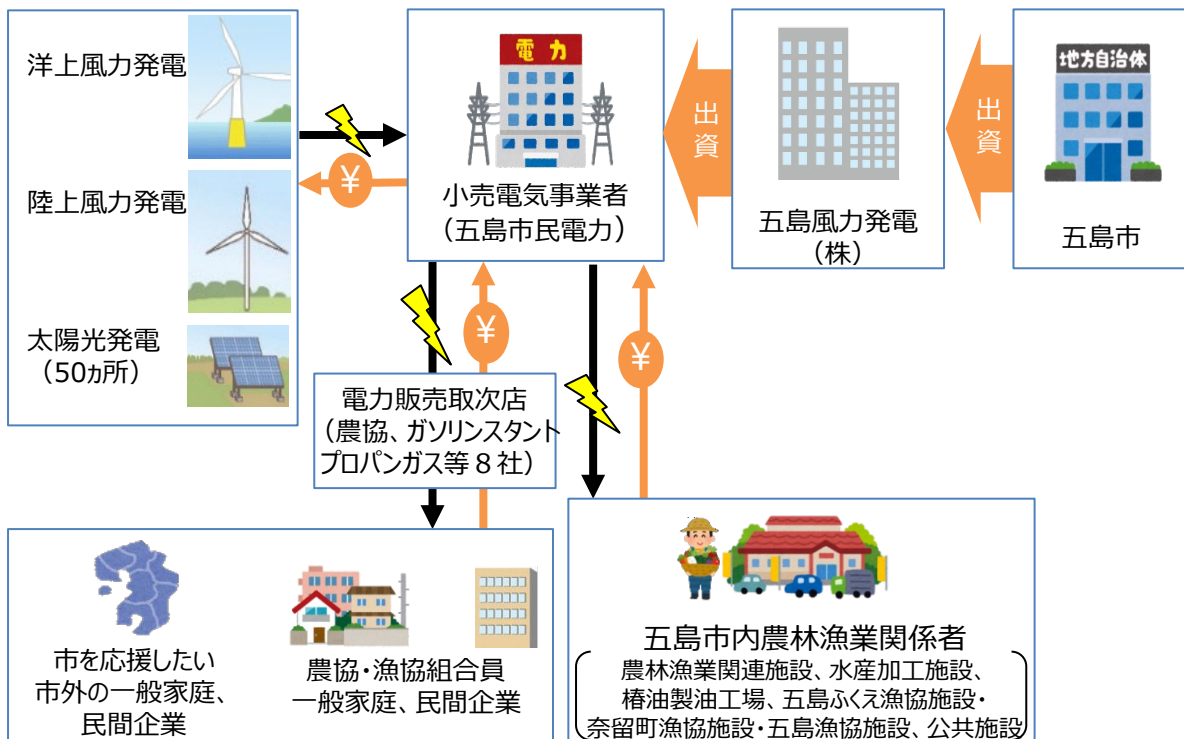 洋上風力発電
陸上風力発電
太陽光発電
（50ヵ所）
¥
電力
小売電気事業者
（五島市民電力）
出資
五島風力発電
（株）
出資
地方自治体
五島市
¥
¥
電力販売取次店
（農協、ガソリンスタント
プロパンガス等８社）
市を応援したい
市外の一般家庭、
民間企業
農協・漁協組合員
一般家庭、民間企業
五島市内農林漁業関係者
農林漁業関連施設、水産加工施設、
椿油製油工場、五島ふくえ漁協施設・
奈留町漁協施設・五島漁協施設、公共施設